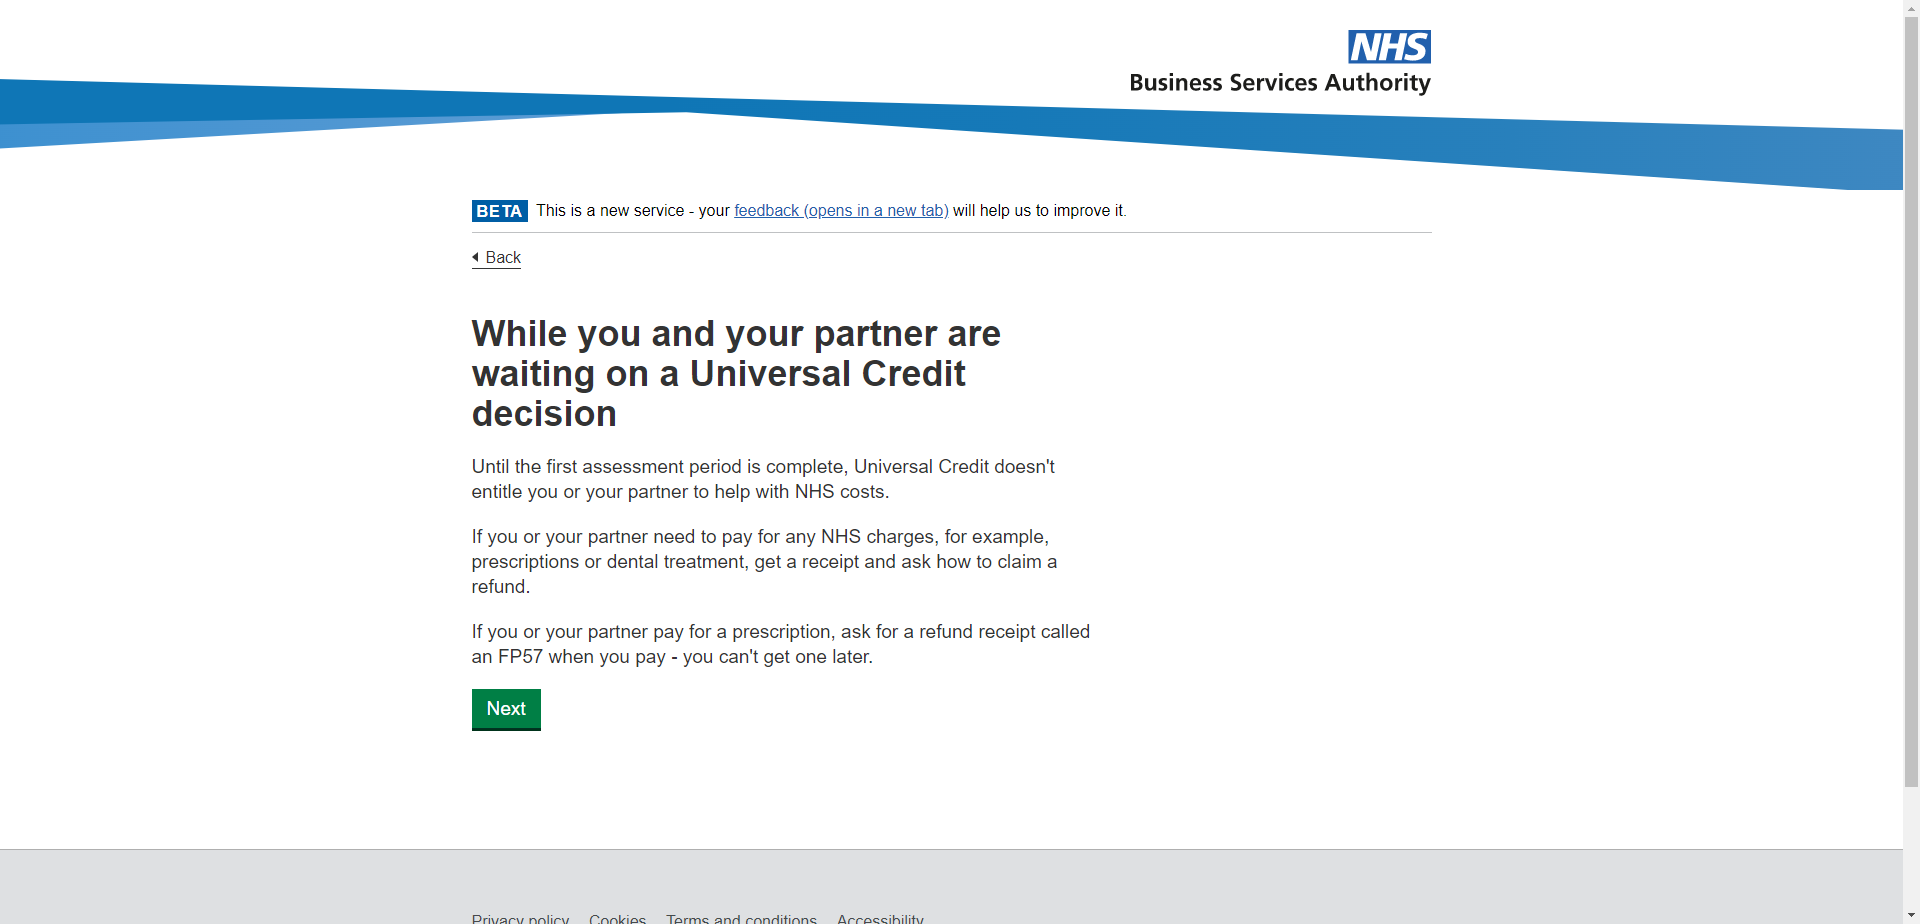 NHS
Business Services Authority
BETA This is a new service - your feedback (opens in a new tab) will help us to improve it.
Back
While you and your partner are
waiting on a Universal Credit
decision
Until the first assessment period is complete, Universal Credit doesn't
entitle you or your partner to help with NHS costs.
If you or your partner need to pay for any NHS charges, for example,
prescriptions or dental treatment, get a receipt and ask how to claim a
refund.
If you or your partner pay for a prescription, ask for a refund receipt called
an FP57 when you pay - you can't get one later.
Next
Privacy policy Cookies Terms and conditions Accessibility